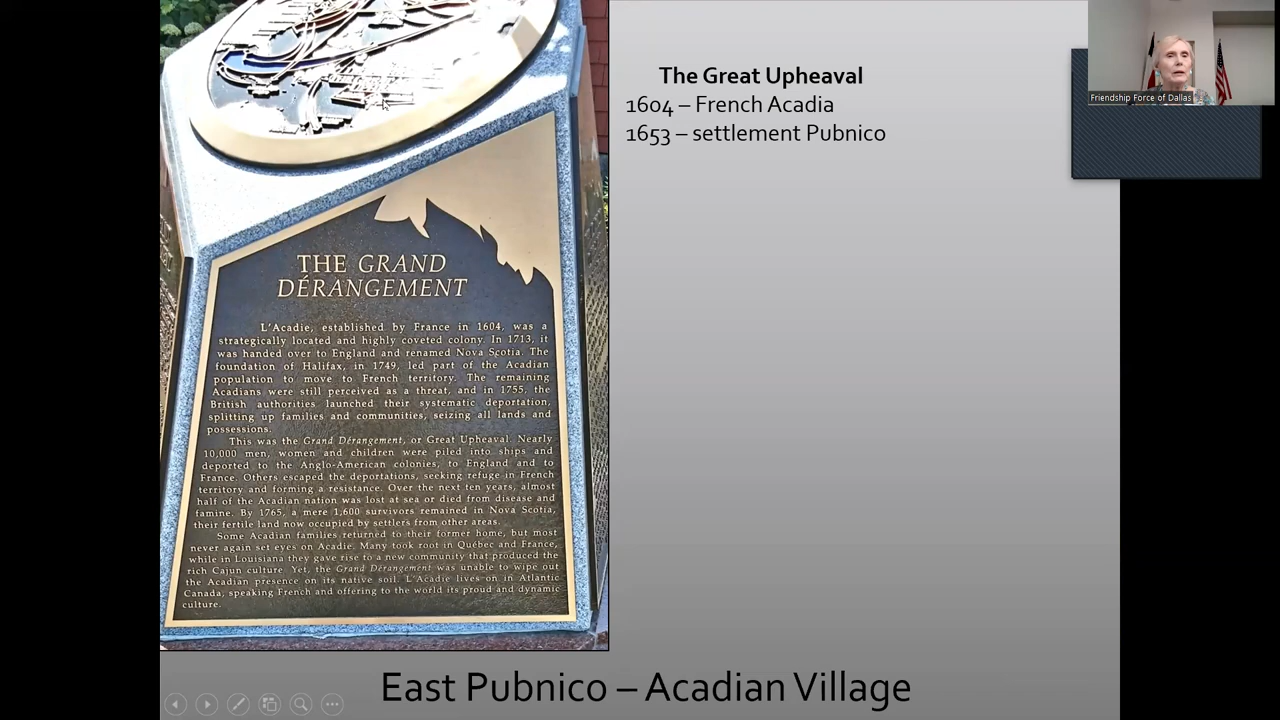 The Great Upheaval
1604 – French Acadia
1653 – settlement Pubnico
Friendship Force of Dallas
THE GRAND
DÉRANGEMENT
L'Acadie, established by France in 1604, was a
strategically located and highly coveted colony. In 1713, it
was handed over to England and renamed Nova Scotia. The
foundation of Halifax, in 1749, led part of the Acadian
population to move to French territory. The remaining
Acadians were still perceived as a threat, and in 1755, the
British authorities launched their systematic deportation,
splitting up families and communities, seizing all lands and
possessions.
This was the Grand Dérangement, or Great Upheaval. Nearly
10,000 men, women and children were piled into ships and
deported to the Anglo-American colonies, to England and to
France. Others escaped the deportations, seeking refuge in French
territory and forming a resistance. Over the next ten years, almost
half of the Acadian nation was lost at sea or died from disease and
famine. By 1765, a mere 1,600 survivors remained in Nova Scotia,
their fertile land now occupied by settlers from other areas.
Some Acadian families returned to their former home, but most
never again set eyes on Acadie. Many took root in Québec and France,
while in Louisiana they gave rise to a new community that produced the
rich Cajun culture. Yet, the Grand Dérangement was unable to wipe out
the Acadian presence on its native soil. L'Acadie lives on in Atlantic
Canada, speaking French and offering to the world its proud and dynamic
culture.
East Pubnico – Acadian Village